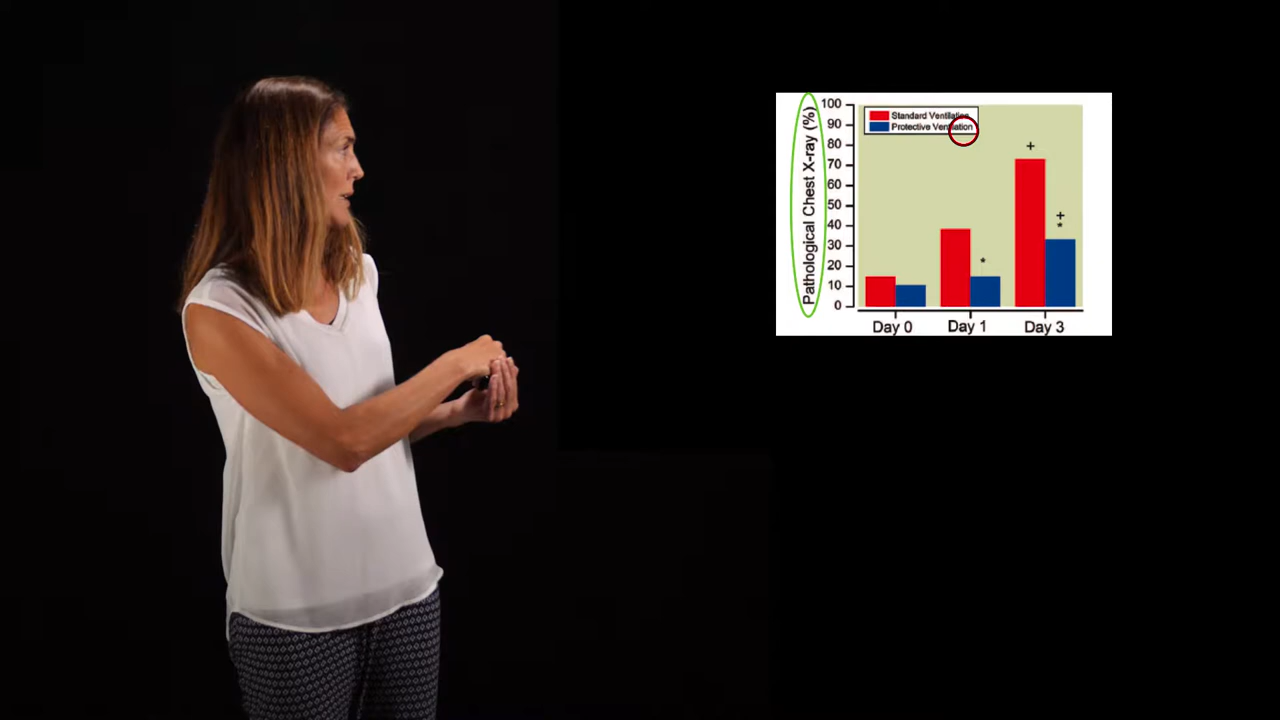 Pathological Chest X-ray (%)
100
90
80
70
60
50
40
30
20
10
0
Standard Ventilation
Protective Ventilation
+
+
*
*
Day 0
Day 1
Day 3